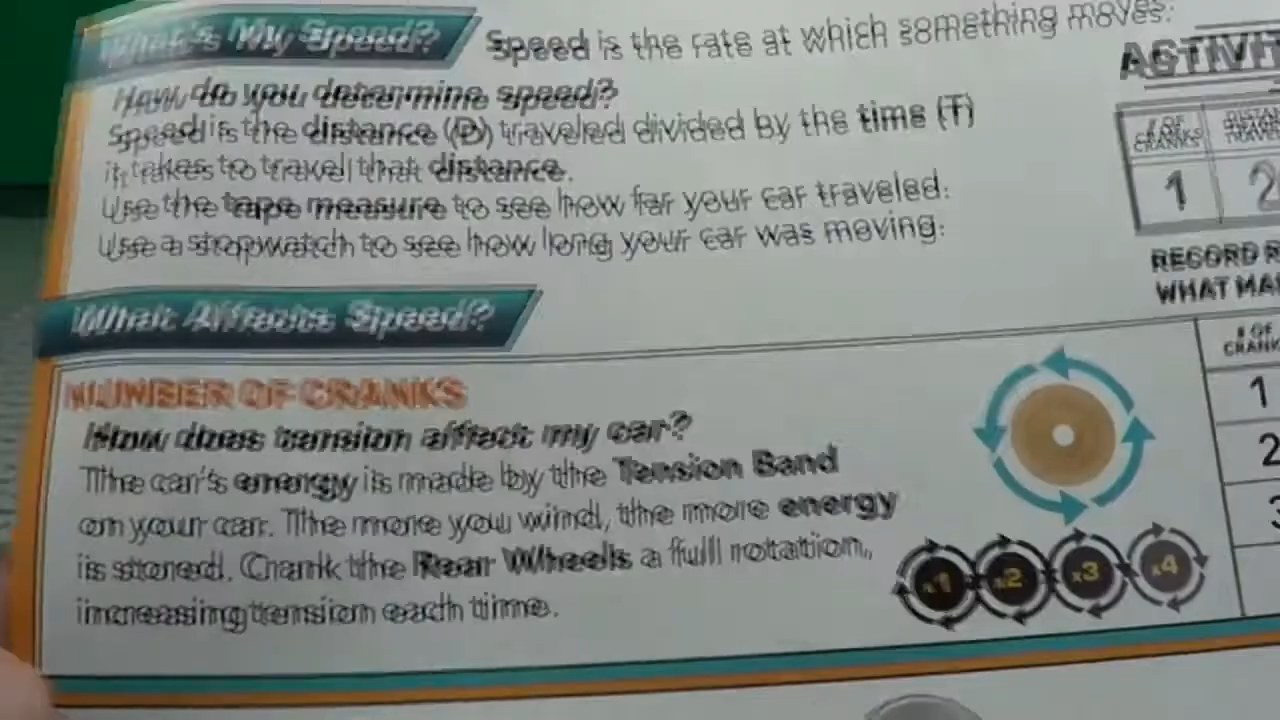 What's My Speed?
Speed is the rate at which something moves.
How do you determine speed?
Speed is the distance (D) traveled divided by the time (T)
it takes to travel that distance.
Use the tape measure to see how far your car traveled.
Use a stopwatch to see how long your car was moving.
ACTIVIT
# OF
CRANKS
1
2
RECORD R
WHAT MA
What Affects Speed?
NUMBER OF CRANKS
How does tension affect my car?
The car's energy is made by the Tension Band
on your car. The more you wind, the more energy
is stored. Crank the Rear Wheels a full rotation,
increasing tension each time.
x1 x2 x3 x4
# OF
CRANK
1
2
3